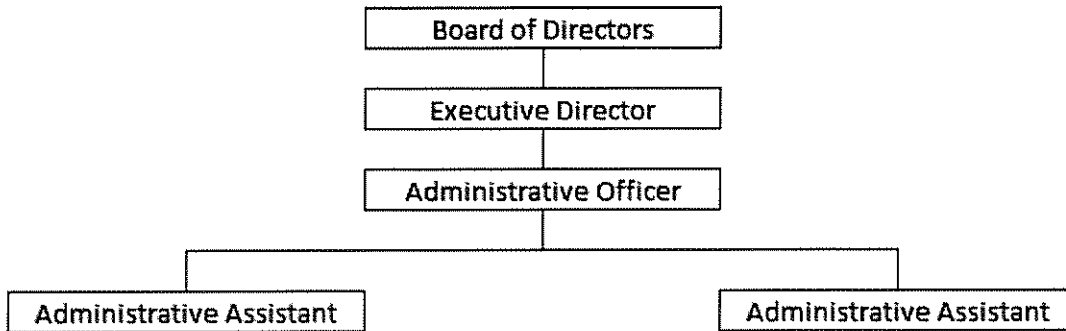 Board of Directors
Executive Director
Administrative Officer
Administrative Assistant
Administrative Assistant